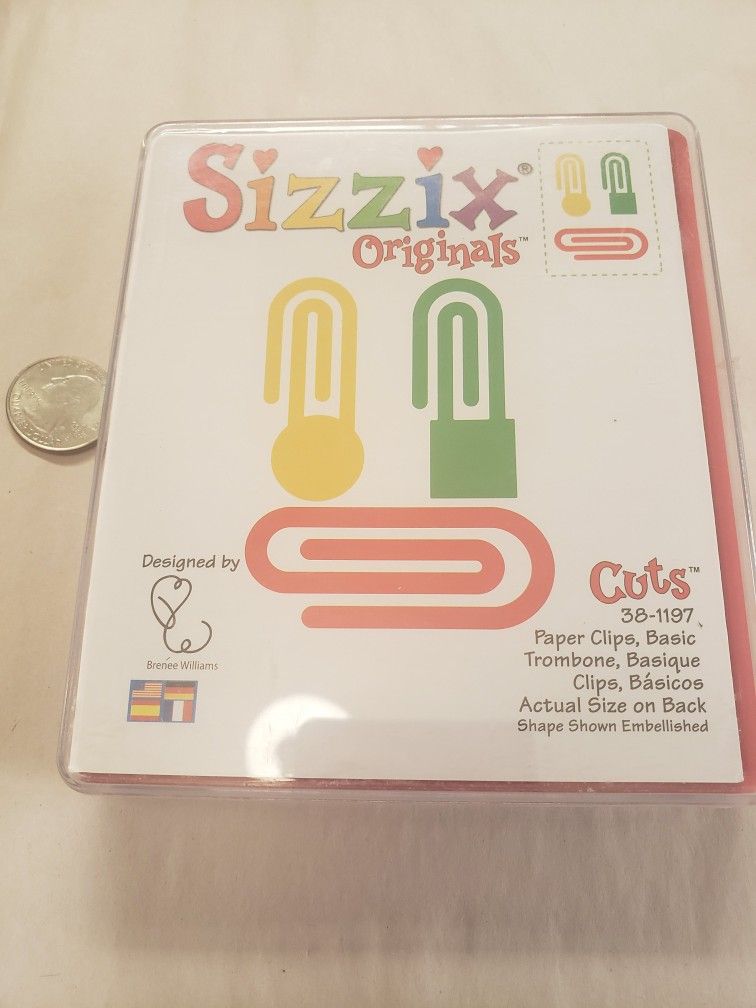 Sizzix®
Originals™
Designed by
Brenée Williams
Cuts™
38-1197
Paper Clips, Basic
Trombone, Basique
Clips, Básicos
Actual Size on Back
Shape Shown Embellished